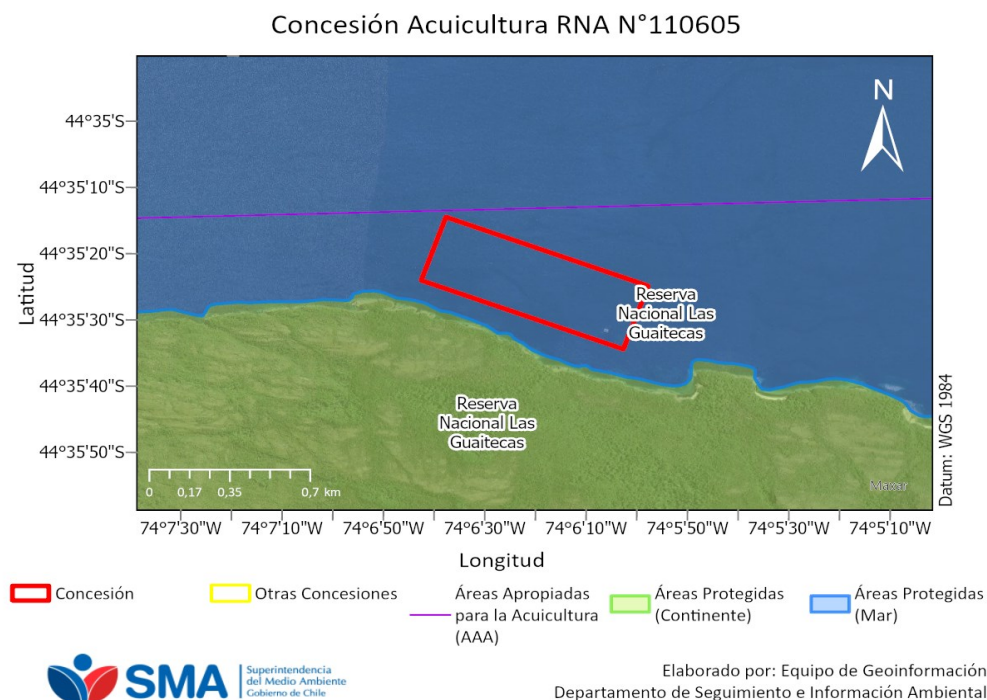 Concesión Acuicultura RNA N°110605
N
44°35'S
44°35'10"S
44°35'20"S
44°35'30"S
44°35'40"S
44°35'50"S
Latitud
Reserva
Nacional Las
Guaitecas
Reserva
Nacional Las
Guaitecas
0 0,17 0,35 0,7 km
Maxar
Datum: WGS 1984
74°7'30"W 74°7'10"W 74°6'50"W 74°6'30"W 74°6'10"W 74°5'50"W 74°5'30"W 74°5'10"W
Longitud
Concesión
Otras Concesiones
Áreas Apropiadas
para la Acuicultura
(AAA)
Áreas Protegidas
(Continente)
Áreas Protegidas
(Mar)
SMA
Superintendencia
del Medio Ambiente
Gobierno de Chile
Elaborado por: Equipo de Geoinformación
Departamento de Seguimiento e Información Ambiental